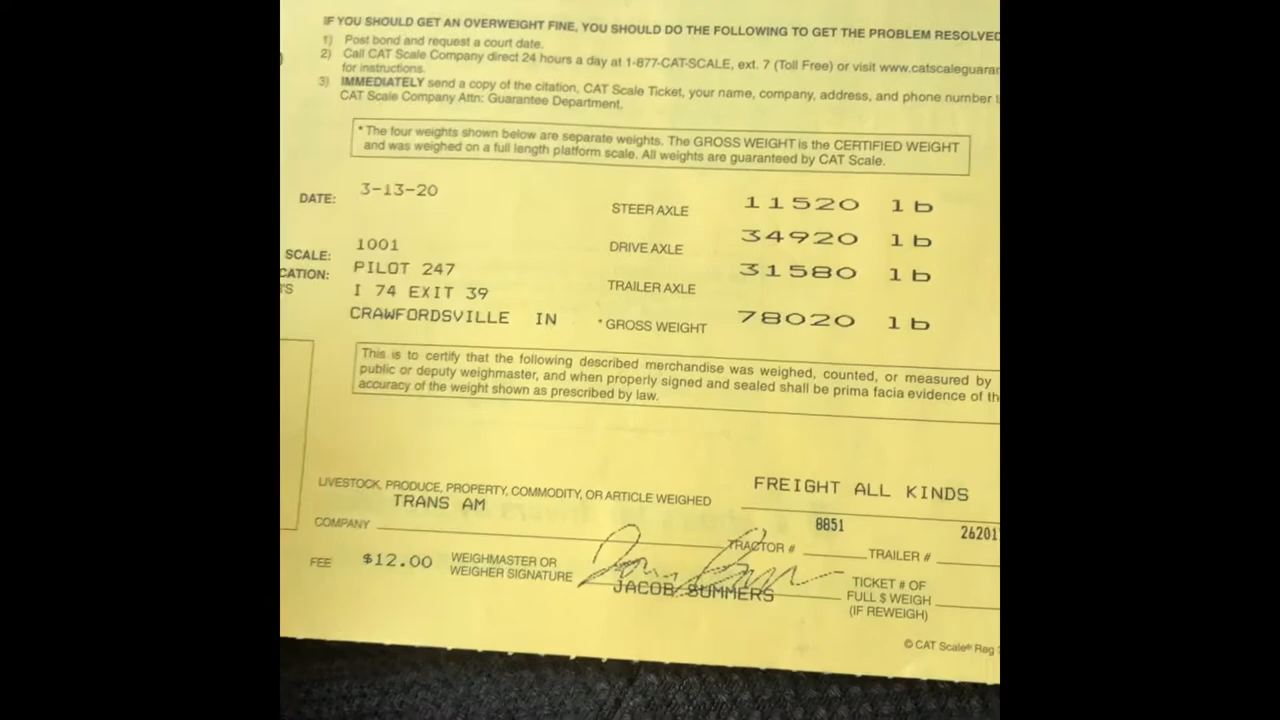 IF YOU SHOULD GET AN OVERWEIGHT FINE, YOU SHOULD DO THE FOLLOWING TO GET THE PROBLEM RESOLVED
1) Post bond and request a court date.
2) Call CAT Scale Company direct 24 hours a day at 1-877-CAT-SCALE, ext. 7 (Toll Free) or visit www.catscaleguara
for instructions.
3) IMMEDIATELY send a copy of the citation, CAT Scale Ticket, your name, company, address, and phone number
CAT Scale Company Attn: Guarantee Department.
* The four weights shown below are separate weights. The GROSS WEIGHT is the CERTIFIED WEIGHT
and was weighed on a full length platform scale. All weights are guaranteed by CAT Scale.
DATE: 3-13-20
STEER AXLE 11520 lb
DRIVE AXLE 34920 lb
SCALE: 1001
CATION: PILOT 247
TRAILER AXLE 31580 lb
I 74 EXIT 39
CRAWFORDSVILLE IN
* GROSS WEIGHT 78020 lb
This is to certify that the following described merchandise was weighed, counted, or measured by
public or deputy weighmaster, and when properly signed and sealed shall be prima facia evidence of th
accuracy of the weight shown as prescribed by law.
LIVESTOCK, PRODUCE, PROPERTY, COMMODITY, OR ARTICLE WEIGHED FREIGHT ALL KINDS
COMPANY TRANS AM
TRACTOR # 8851 TRAILER # 26201
FEE $12.00
WEIGHMASTER OR
WEIGHER SIGNATURE
JACOB SUMMERS
TICKET # OF
FULL $ WEIGH
(IF REWEIGH)
© CAT Scale® Reg